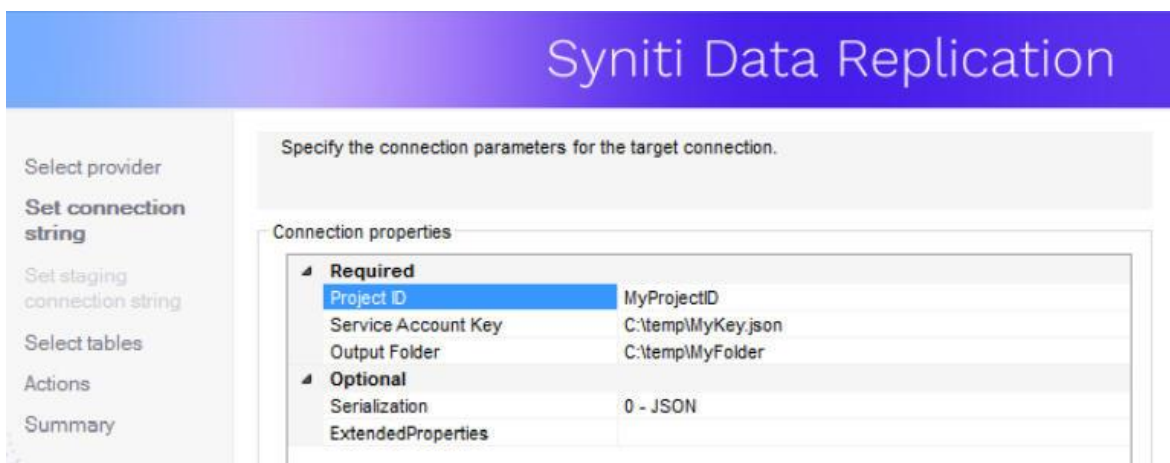 Syniti Data Replication
Select provider
Set connection
string
Set staging
connection string
Select tables
Actions
Summary
Specify the connection parameters for the target connection.
Connection properties
Required
Project ID MyProjectID
Service Account Key C:\temp\MyKey.json
Output Folder C:\temp\MyFolder
Optional
Serialization 0 - JSON
ExtendedProperties